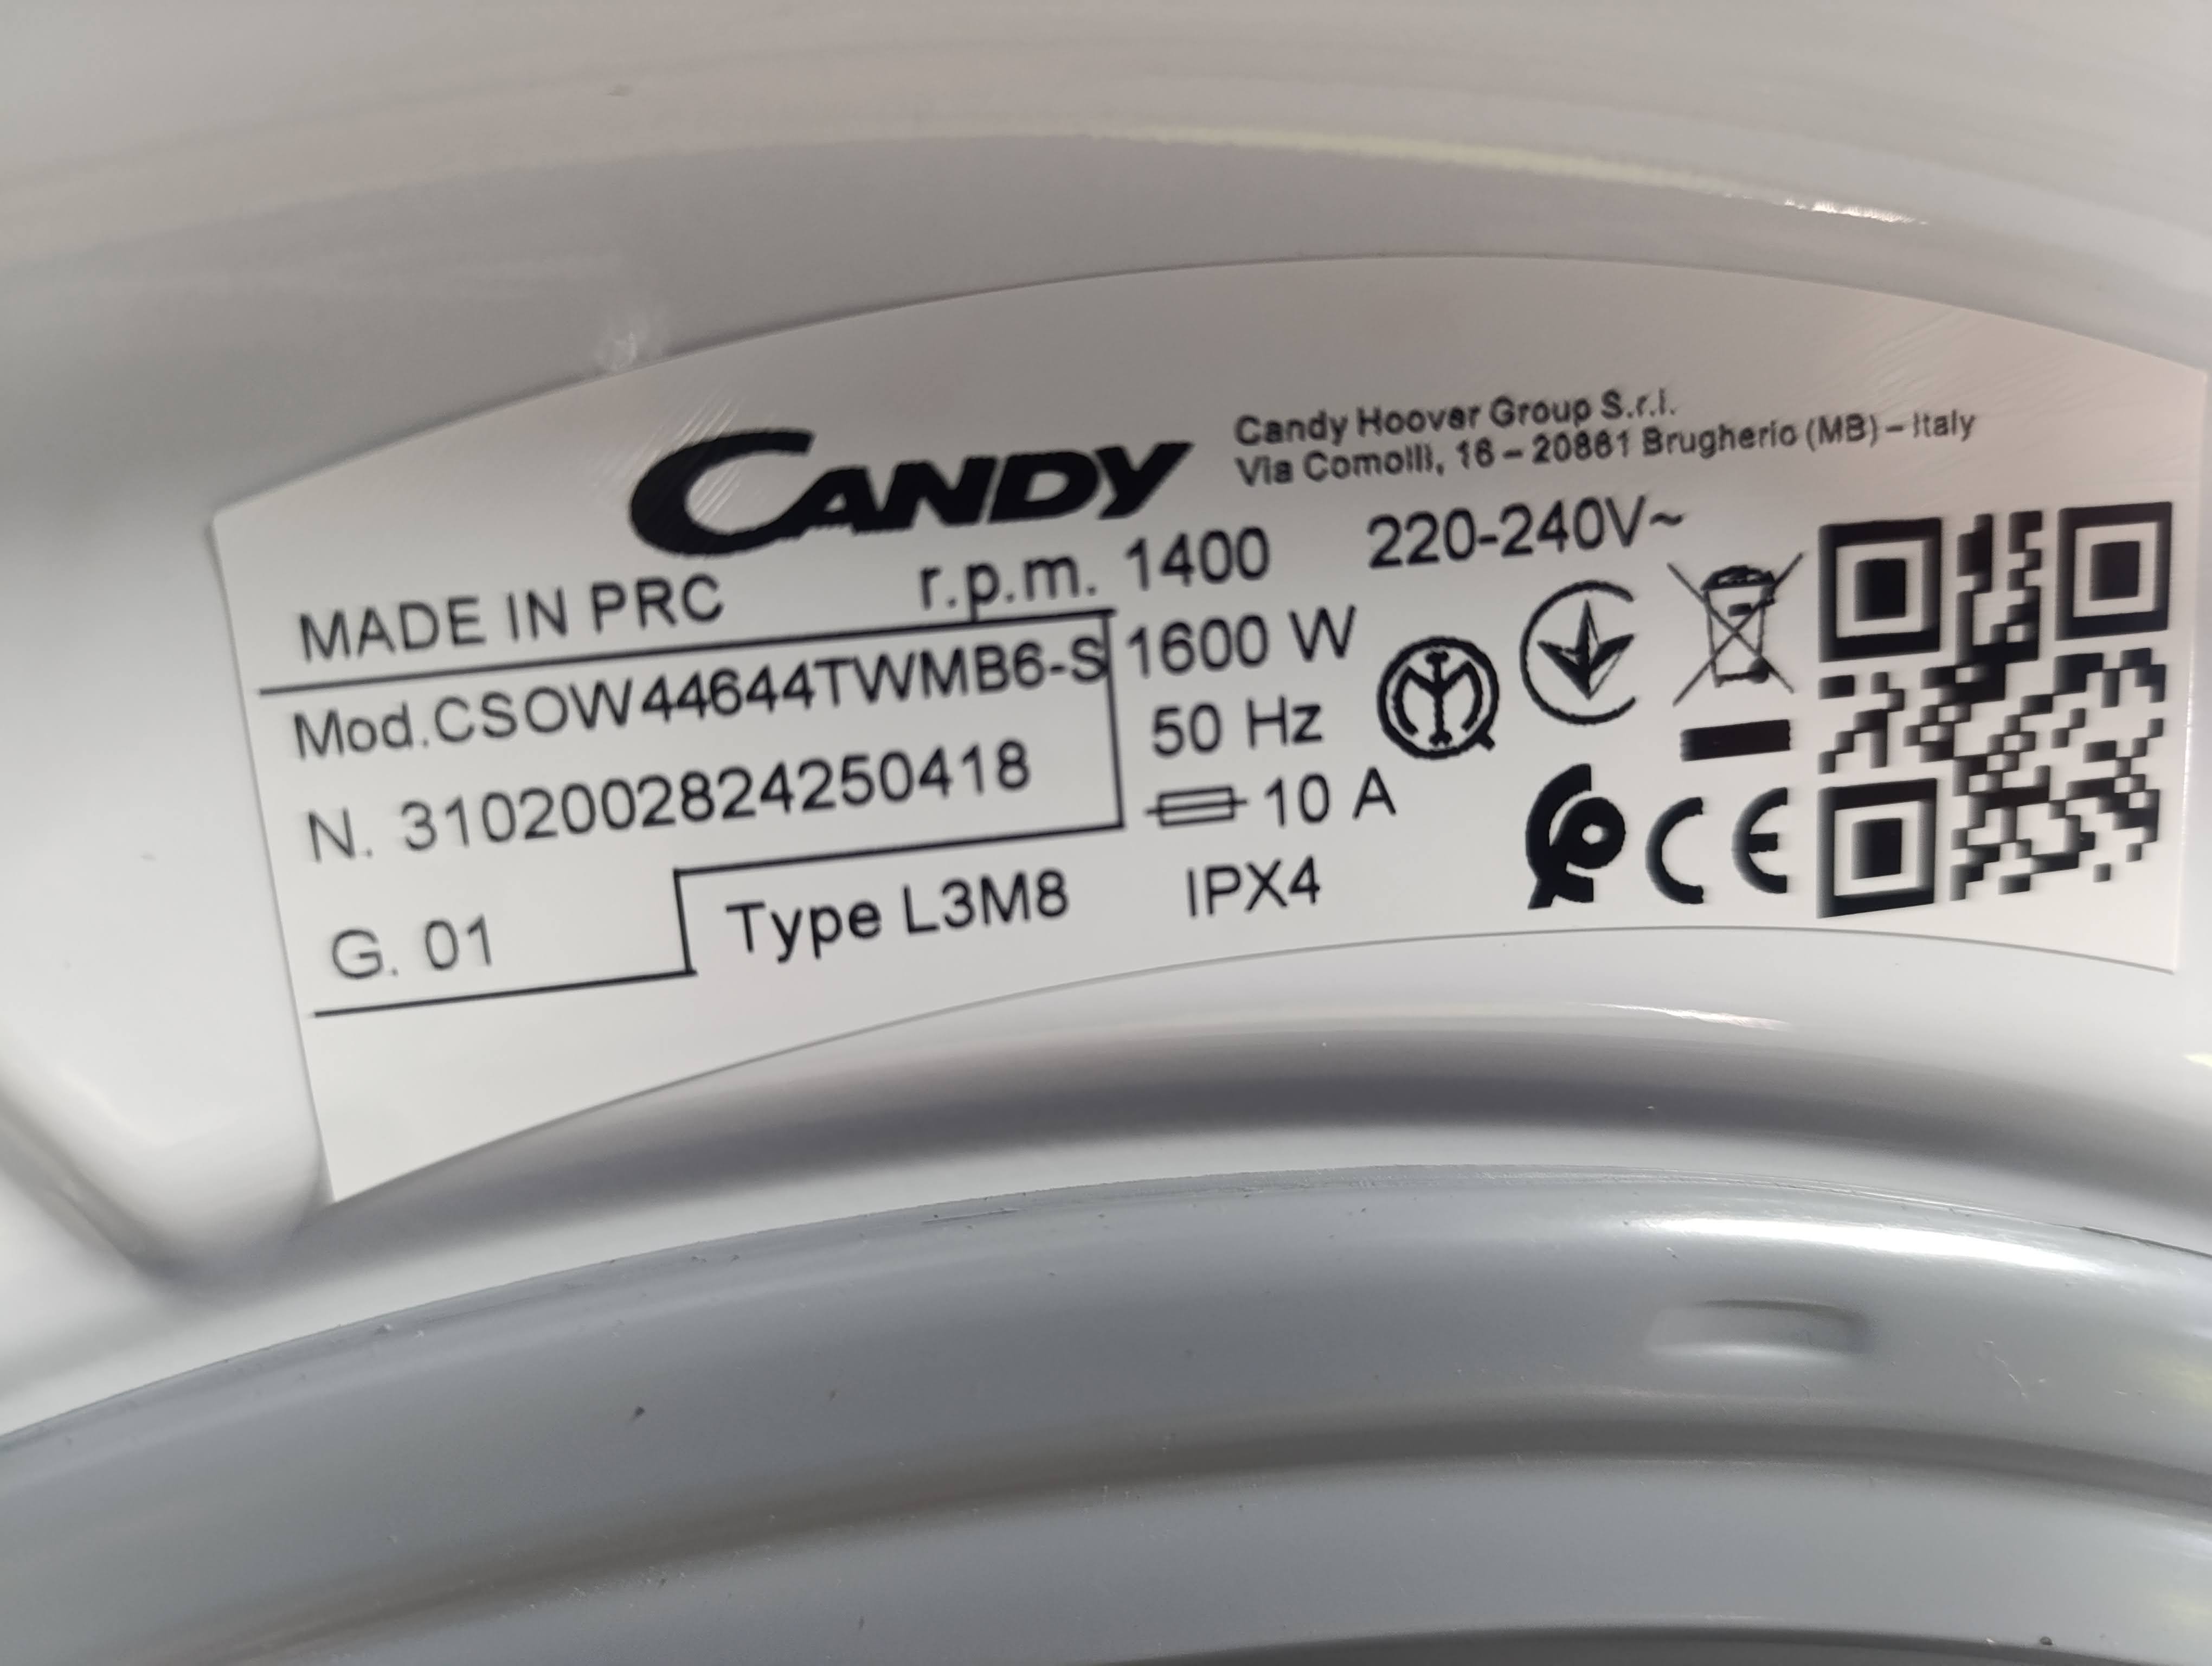 CANDY
Candy Hoover Group S.r.l.
Via Comolli, 16 – 20861 Brugherio (MB) – Italy
MADE IN PRC
r.p.m. 1400
220-240V~
Mod.CSOW44644TWMB6-S
1600 W
N. 3102002824250418
50 Hz
10 A
G. 01
Type L3M8
IPX4
CE